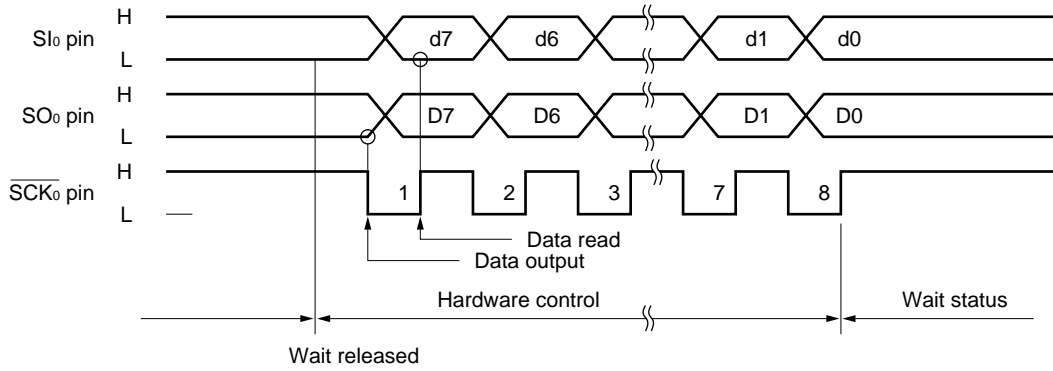 H
SI₀ pin d7 d6 d1 d0
L
H
SO₀ pin D7 D6 D1 D0
L
H
S̅C̅K̅₀̅ pin 1 2 3 7 8
L
Data read
Data output
Hardware control Wait status
Wait released